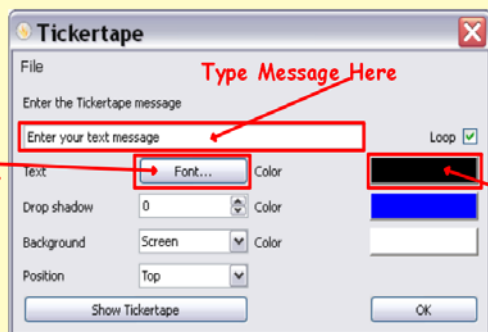 Tickertape
File
Type Message Here
Enter the Tickertape message
Enter your text message
Loop
Text Font... Color
Drop shadow 0 Color
Background Screen Color
Position Top
Show Tickertape OK